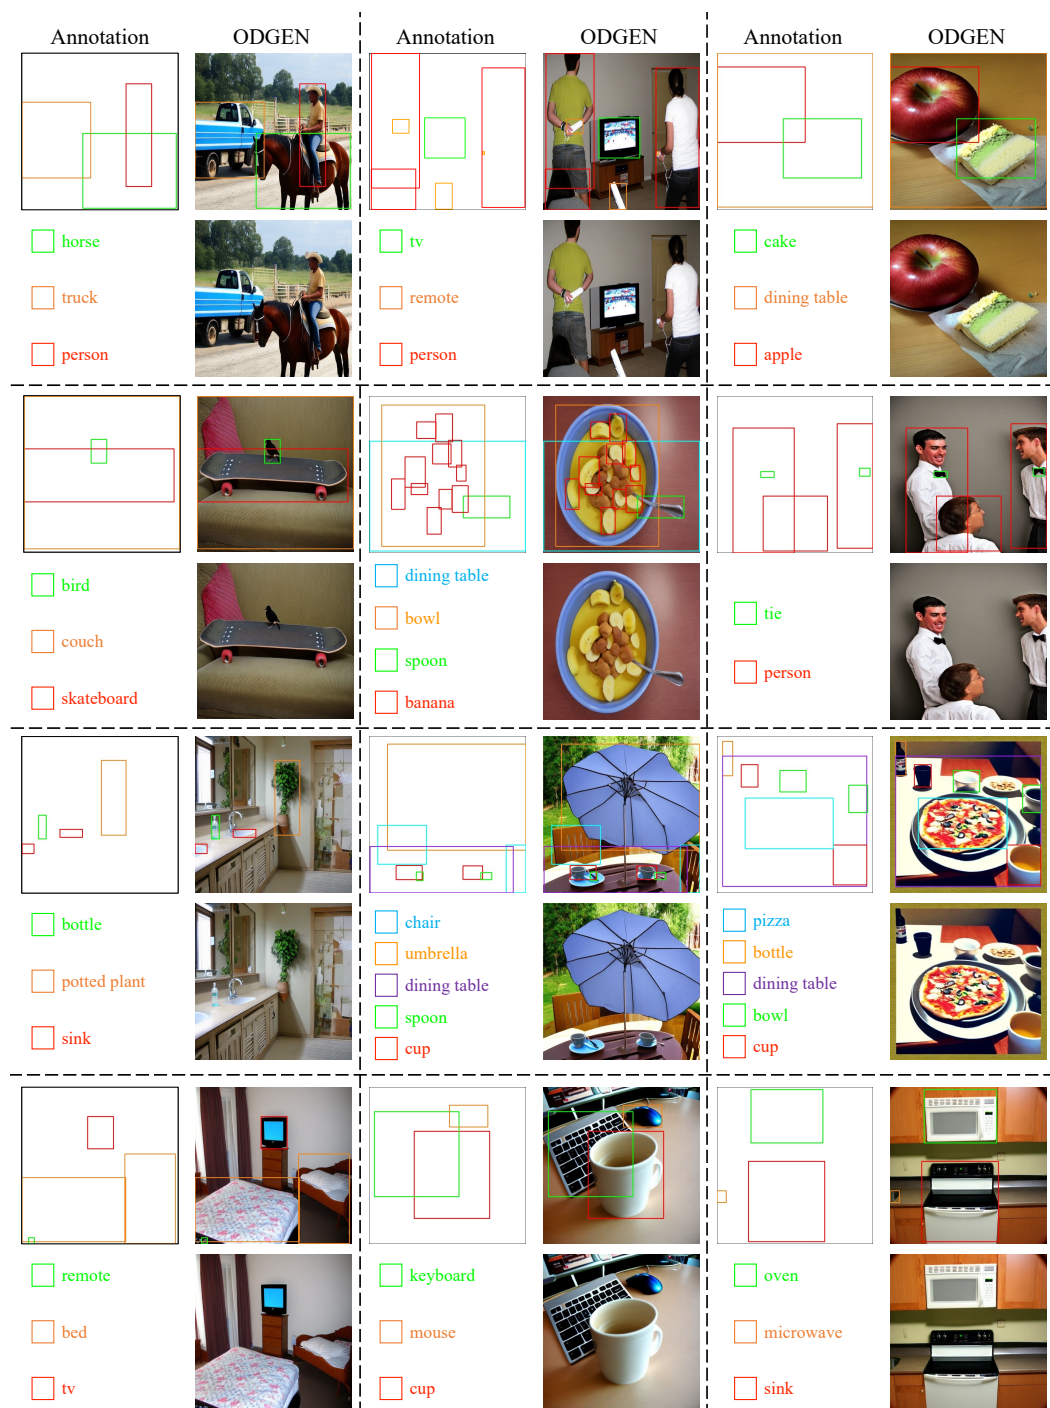 Annotation ODGEN Annotation ODGEN Annotation ODGEN
horse
truck
person
tv
remote
person
cake
dining table
apple
bird
couch
skateboard
dining table
bowl
spoon
banana
tie
person
bottle
potted plant
sink
chair
umbrella
dining table
spoon
cup
pizza
bottle
dining table
bowl
cup
remote
bed
tv
keyboard
mouse
cup
oven
microwave
sink